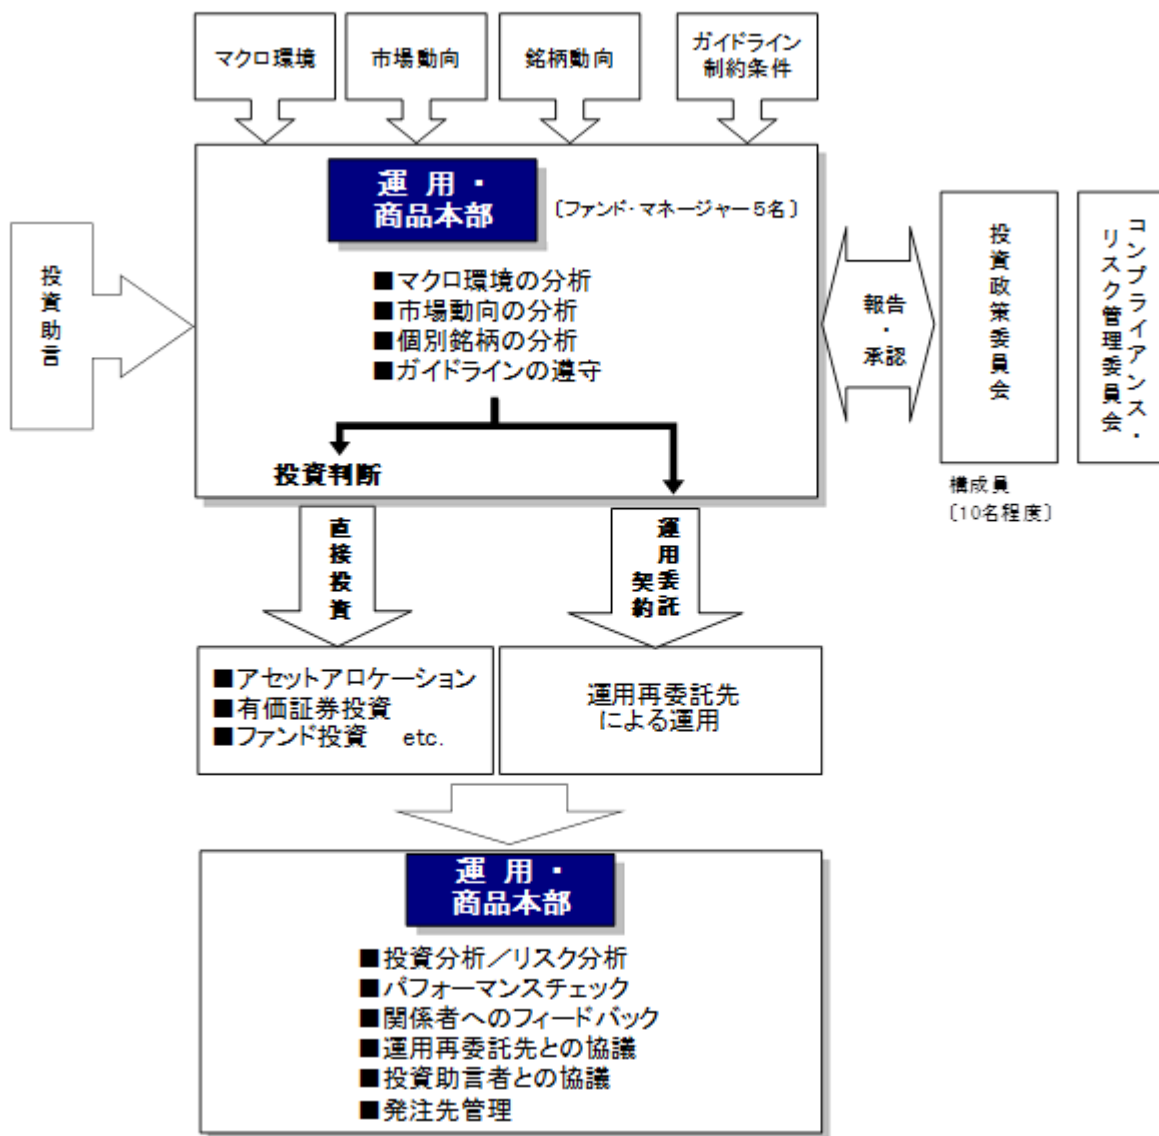 マクロ環境
市場動向
銘柄動向
ガイドライン
制約条件
運 用 ・
商品本部
〔ファンド・マネージャー５名〕
投資助言
■マクロ環境の分析
■市場動向の分析
■個別銘柄の分析
■ガイドラインの遵守
投資判断
報告
・
承認
投資政策委員会
コンプライアンス・
リスク管理委員会
構成員
〔10名程度〕
直接投資
運用委託
契約
■アセットアロケーション
■有価証券投資
■ファンド投資 etc.
運用再委託先
による運用
運 用 ・
商品本部
■投資分析／リスク分析
■パフォーマンスチェック
■関係者へのフィードバック
■運用再委託先との協議
■投資助言者との協議
■発注先管理